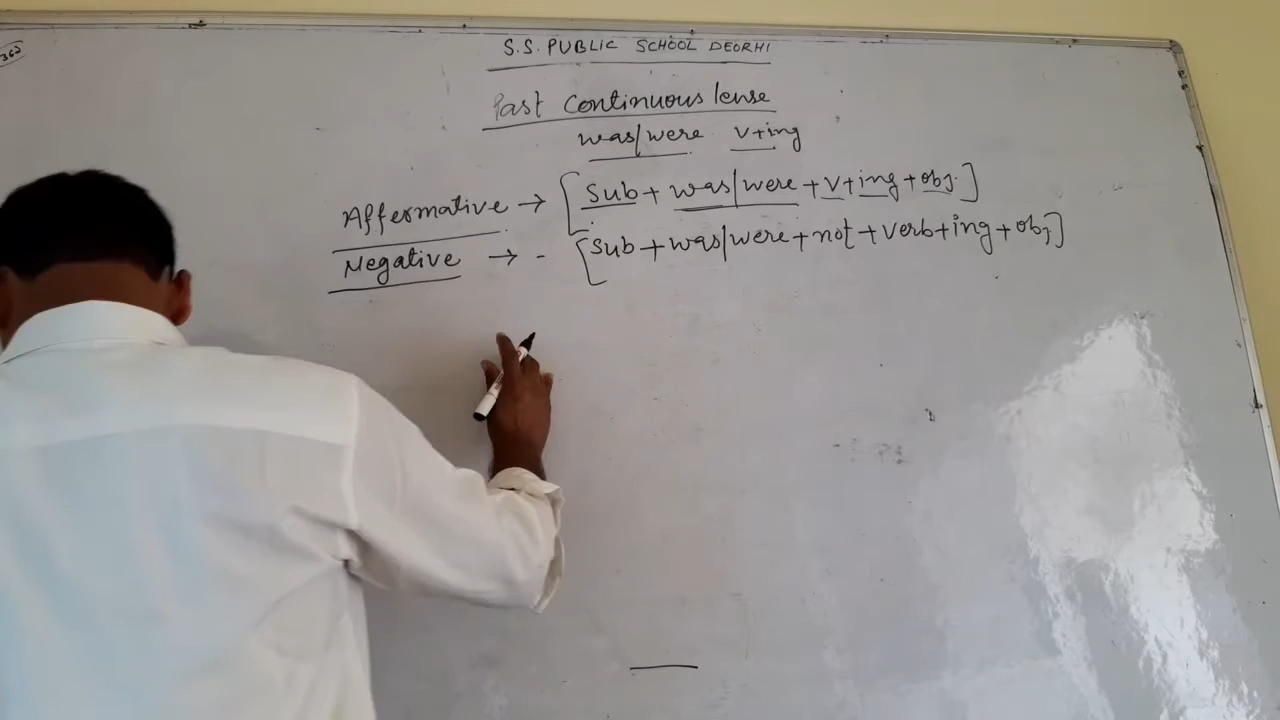 363
S.S. PUBLIC SCHOOL DEORHI
Past Continuous Tense
was/were V+ing
Affermative → [Sub + was/were + V + ing + obj.]
Negative → - [Sub + was/were + not + verb + ing + obj]